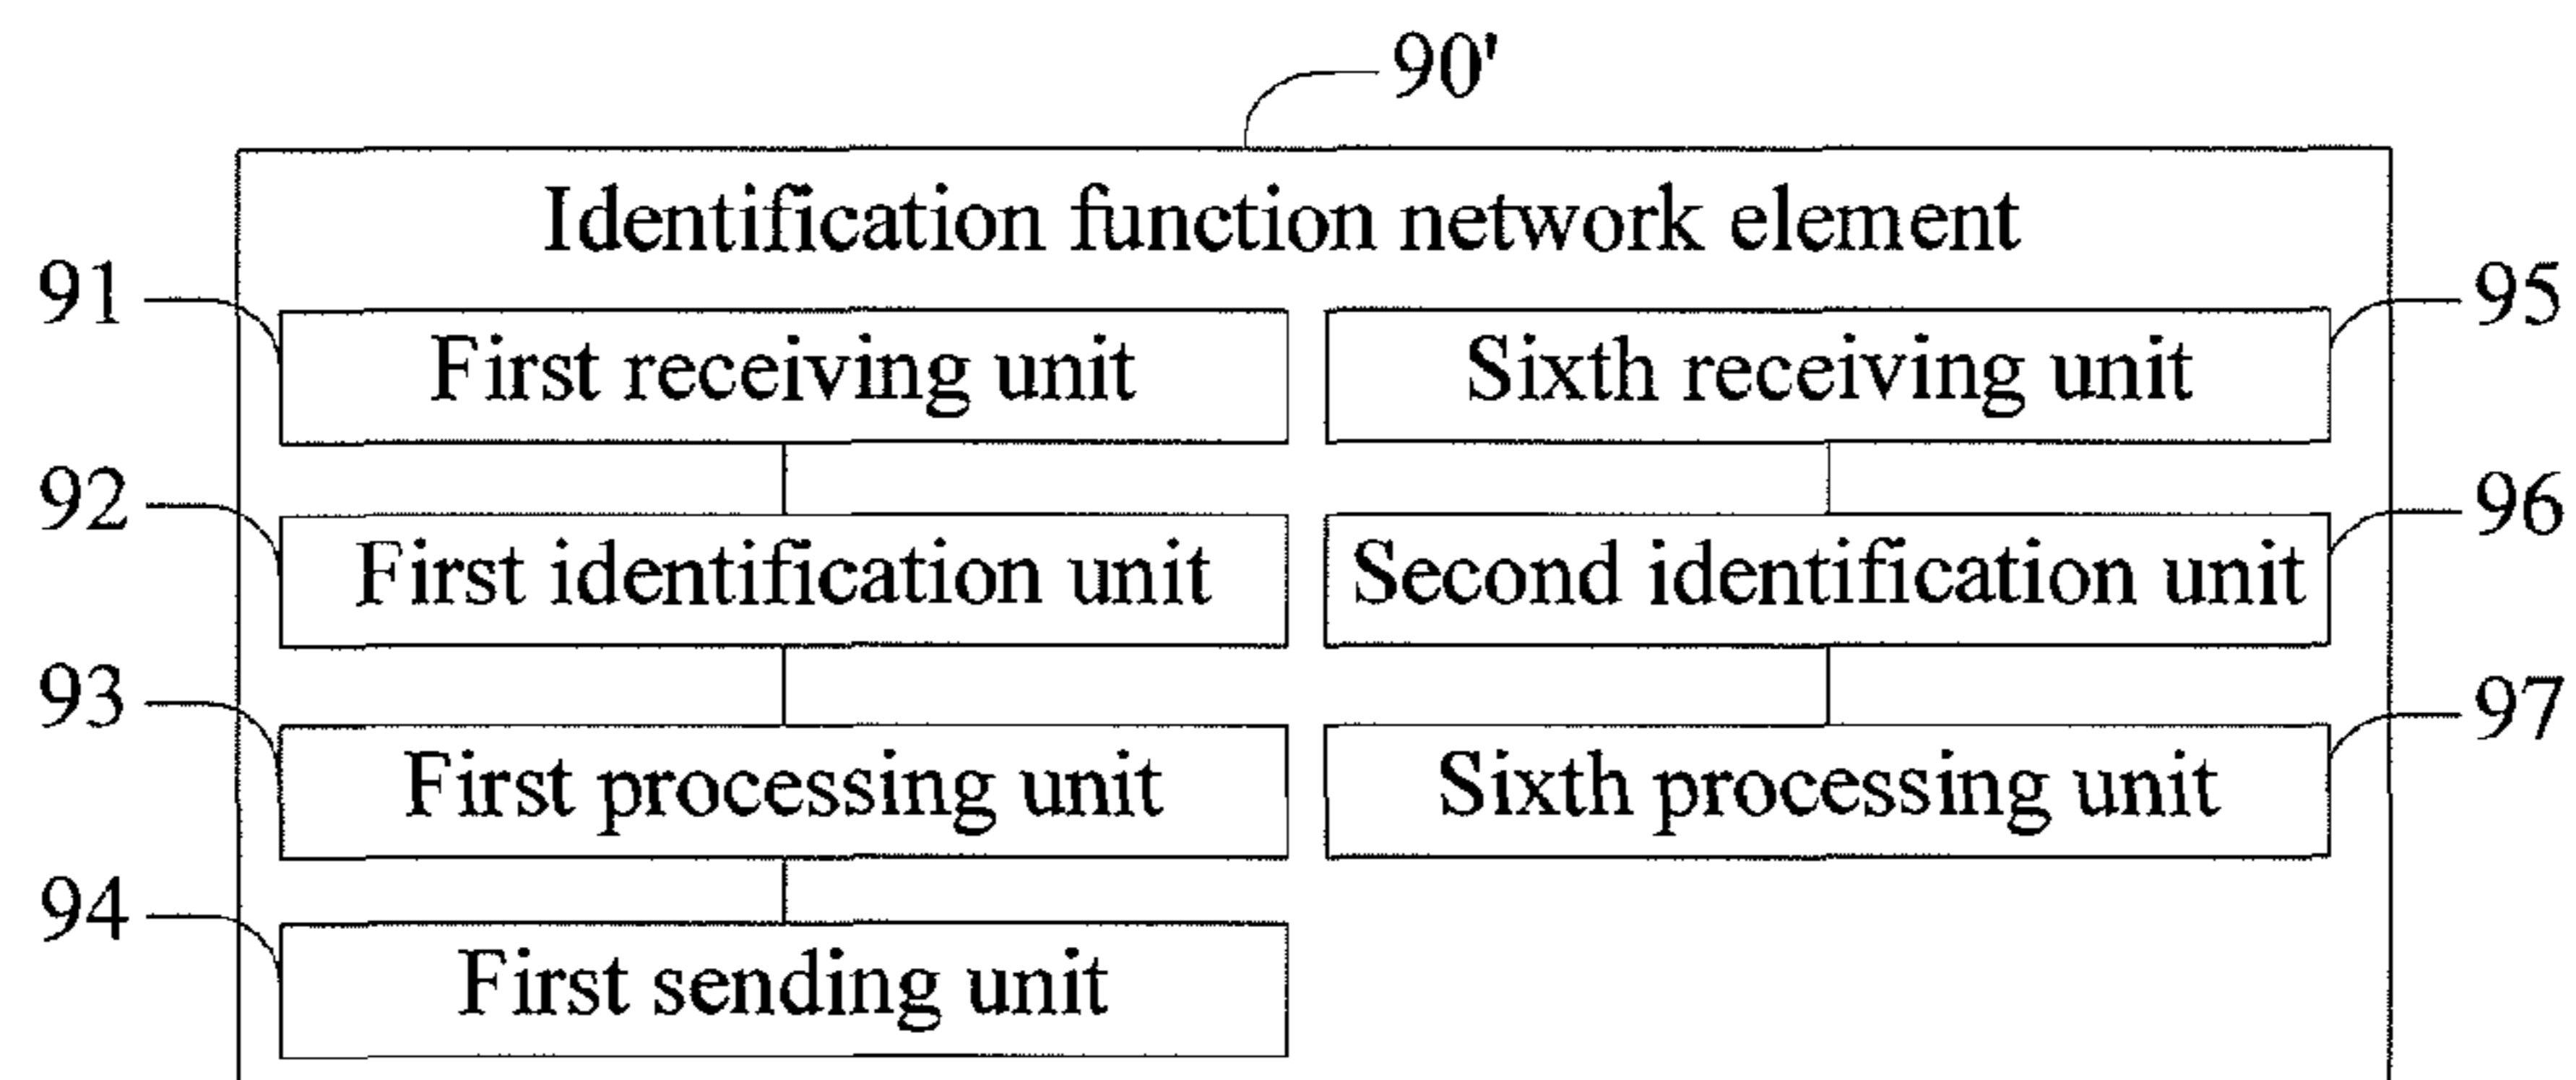 90'
Identification function network element
91
First receiving unit
Sixth receiving unit
95
92
First identification unit
Second identification unit
96
93
First processing unit
Sixth processing unit
97
94
First sending unit